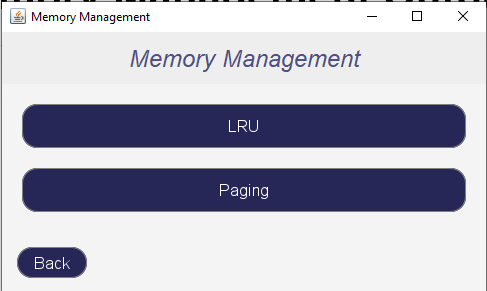 Memory Management
Memory Management
LRU
Paging
Back